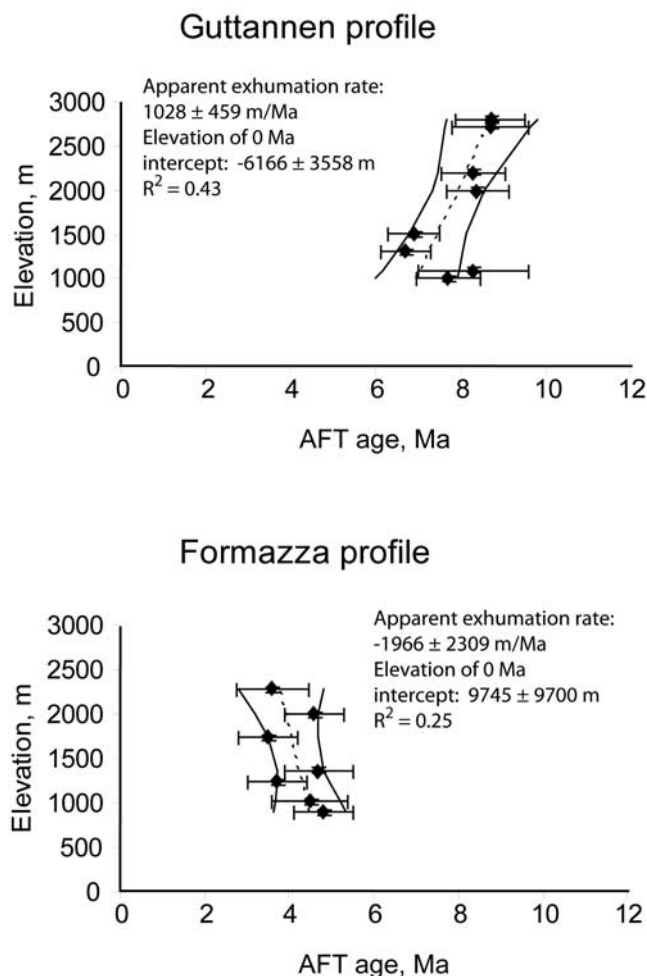 Guttannen profile
Apparent exhumation rate:
1028 ± 459 m/Ma
Elevation of 0 Ma
intercept: -6166 ± 3558 m
R² = 0.43
Elevation, m
3000
2500
2000
1500
1000
500
0
0 2 4 6 8 10 12
AFT age, Ma
Formazza profile
Apparent exhumation rate:
-1966 ± 2309 m/Ma
Elevation of 0 Ma
intercept: 9745 ± 9700 m
R² = 0.25
Elevation, m
3000
2500
2000
1500
1000
500
0
0 2 4 6 8 10 12
AFT age, Ma